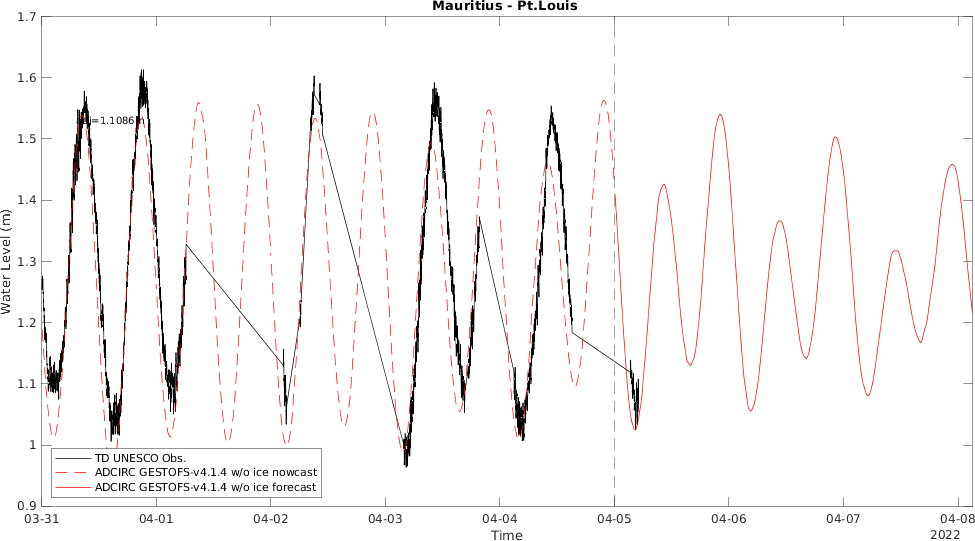 Mauritius - Pt.Louis
1.7
1.6
1.5
1.4
1.3
1.2
1.1
1
0.9
Water Level (m)
i=1.1086
TD UNESCO Obs.
ADCIRC GESTOFS-v4.1.4 w/o ice nowcast
ADCIRC GESTOFS-v4.1.4 w/o ice forecast
03-31 04-01 04-02 04-03 04-04 04-05 04-06 04-07 04-08
Time
2022